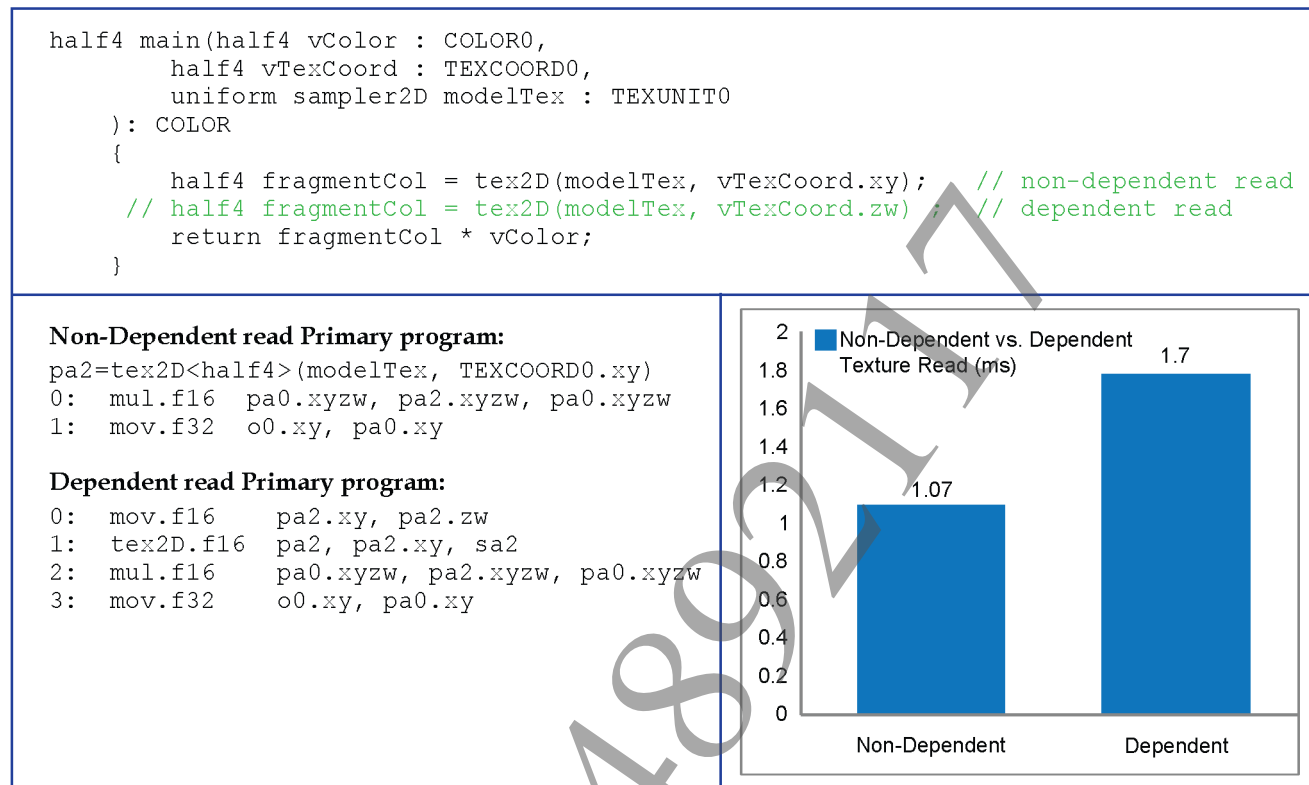 half4 main(half4 vColor : COLOR0,
half4 vTexCoord : TEXCOORD0,
uniform sampler2D modelTex : TEXUNIT0
): COLOR
{
half4 fragmentCol = tex2D(modelTex, vTexCoord.xy); // non-dependent read
// half4 fragmentCol = tex2D(modelTex, vTexCoord.zw) ; // dependent read
return fragmentCol * vColor;
}
Non-Dependent read Primary program:
pa2=tex2D<half4>(modelTex, TEXCOORD0.xy)
0: mul.f16 pa0.xyzw, pa2.xyzw, pa0.xyzw
1: mov.f32 o0.xy, pa0.xy
Dependent read Primary program:
0: mov.f16 pa2.xy, pa2.zw
1: tex2D.f16 pa2, pa2.xy, sa2
2: mul.f16 pa0.xyzw, pa2.xyzw, pa0.xyzw
3: mov.f32 o0.xy, pa0.xy
Non-Dependent vs. Dependent
Texture Read (ms)
2
1.8
1.6
1.4
1.2
1
0.8
0.6
0.4
0.2
0
1.07
1.7
Non-Dependent
Dependent
489217